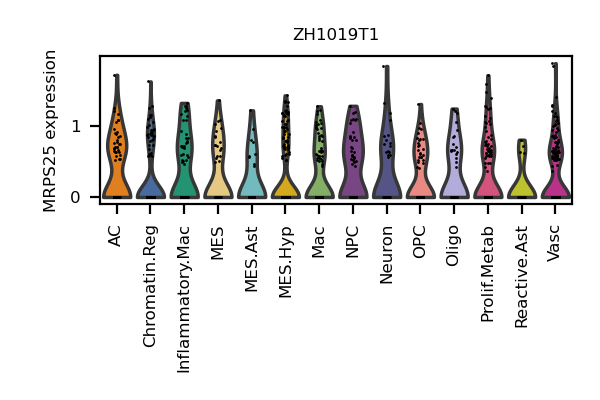 ZH1019T1
MRPS25 expression
1
0
AC
Chromatin.Reg
Inflammatory.Mac
MES
MES.Ast
MES.Hyp
Mac
NPC
Neuron
OPC
Oligo
Prolif.Metab
Reactive.Ast
Vasc